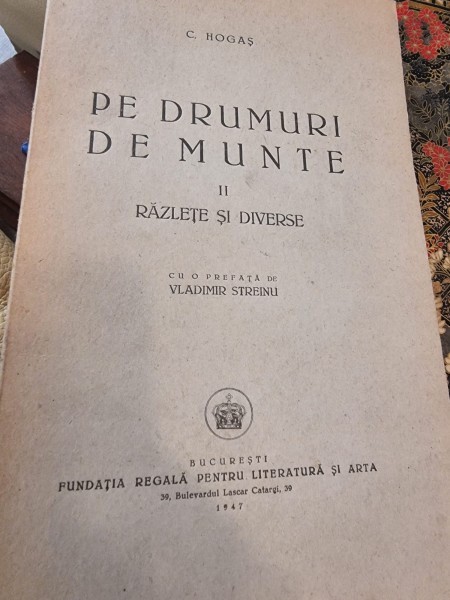 C. HOGAȘ
PE DRUMURI
DE MUNTE
II
RĂZLEȚE ȘI DIVERSE
CU O PREFAȚĂ DE
VLADIMIR STREINU
BUCUREȘTI
FUNDAȚIA REGALĂ PENTRU LITERATURĂ ȘI ARTA
39, Bulevardul Lascar Catargi, 39
1947